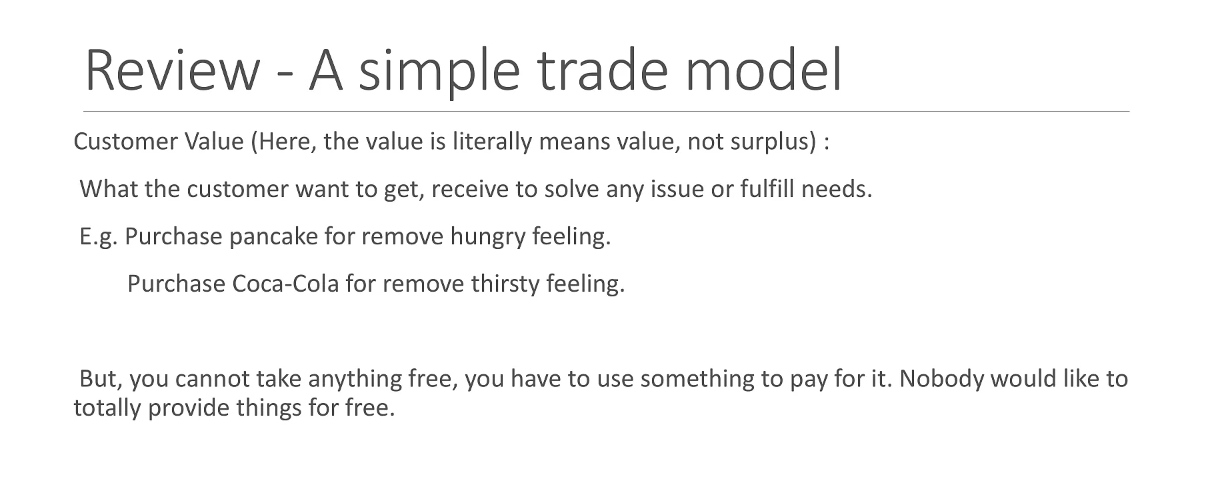 Review - A simple trade model
Customer Value (Here, the value is literally means value, not surplus) :
What the customer want to get, receive to solve any issue or fulfill needs.
E.g. Purchase pancake for remove hungry feeling.
Purchase Coca-Cola for remove thirsty feeling.
But, you cannot take anything free, you have to use something to pay for it. Nobody would like to
totally provide things for free.